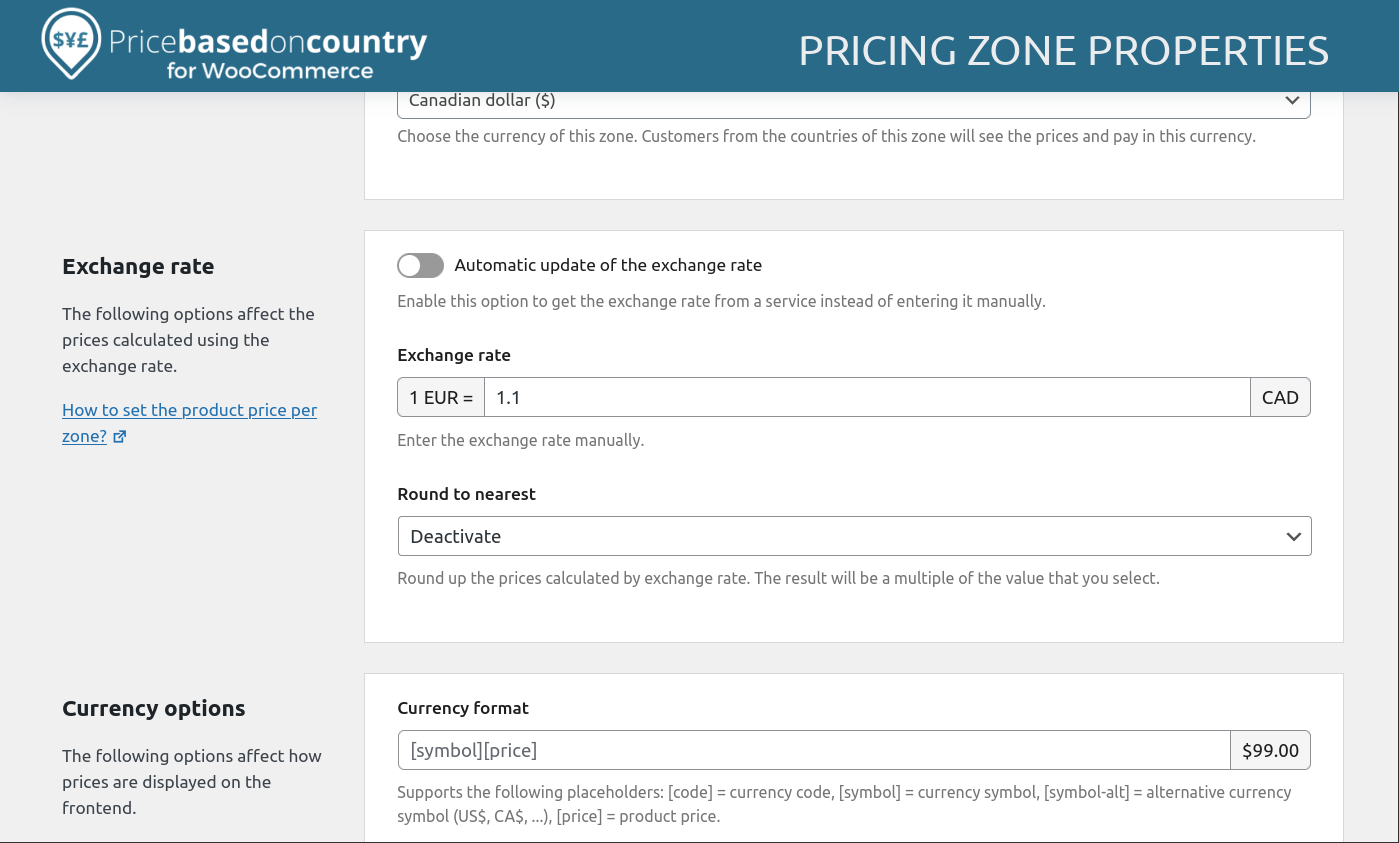 $¥£ Pricebasedoncountry
for WooCommerce
PRICING ZONE PROPERTIES
Canadian dollar ($)
Choose the currency of this zone. Customers from the countries of this zone will see the prices and pay in this currency.
Exchange rate
The following options affect the
prices calculated using the
exchange rate.
How to set the product price per
zone?
Automatic update of the exchange rate
Enable this option to get the exchange rate from a service instead of entering it manually.
Exchange rate
1 EUR = 1.1 CAD
Enter the exchange rate manually.
Round to nearest
Deactivate
Round up the prices calculated by exchange rate. The result will be a multiple of the value that you select.
Currency options
The following options affect how
prices are displayed on the
frontend.
Currency format
[symbol][price] $99.00
Supports the following placeholders: [code] = currency code, [symbol] = currency symbol, [symbol-alt] = alternative currency
symbol (US$, CA$, ...), [price] = product price.